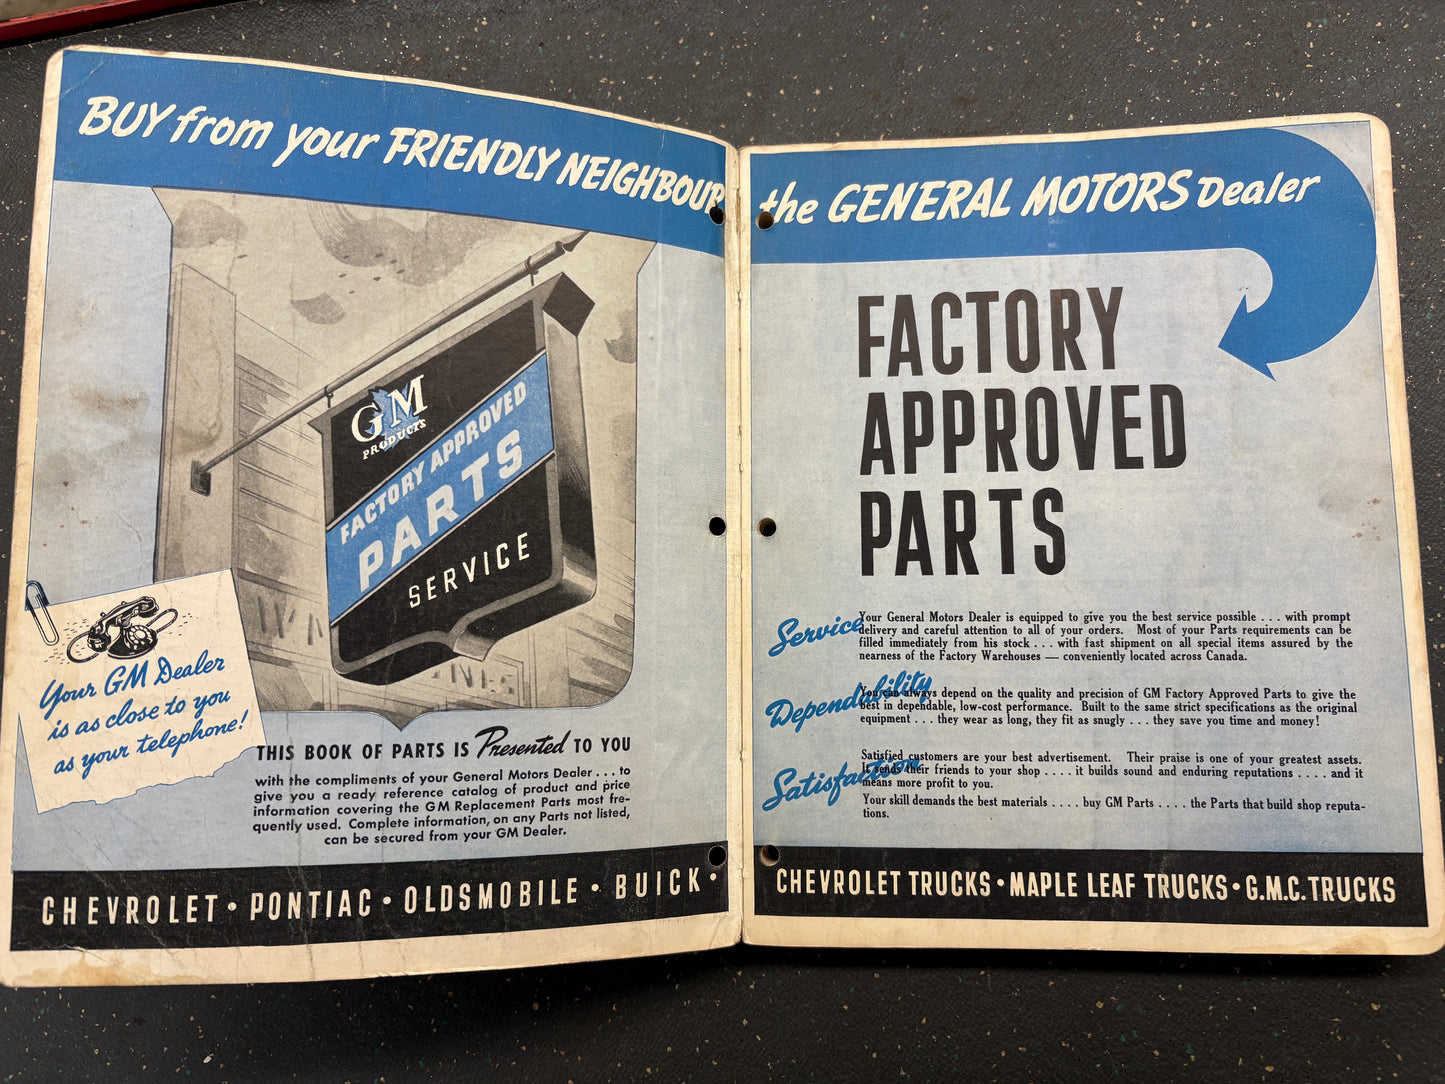 BUY from your FRIENDLY NEIGHBOUR
the GENERAL MOTORS Dealer
GM
PRODUCTS
FACTORY APPROVED
PARTS
SERVICE
Your GM Dealer
is as close to you
as your telephone!
THIS BOOK OF PARTS IS Presented TO YOU
with the compliments of your General Motors Dealer . . . to
give you a ready reference catalog of product and price
information covering the GM Replacement Parts most fre-
quently used. Complete information, on any Parts not listed,
can be secured from your GM Dealer.
CHEVROLET • PONTIAC • OLDSMOBILE • BUICK •
FACTORY
APPROVED
PARTS
Service
Your General Motors Dealer is equipped to give you the best service possible . . . with prompt
delivery and careful attention to all of your orders. Most of your Parts requirements can be
filled immediately from his stock . . . with fast shipment on all special items assured by the
nearness of the Factory Warehouses — conveniently located across Canada.
Dependability
You can always depend on the quality and precision of GM Factory Approved Parts to give the
best in dependable, low-cost performance. Built to the same strict specifications as the original
equipment . . . they wear as long, they fit as snugly . . . they save you time and money!
Satisfaction
Satisfied customers are your best advertisement. Their praise is one of your greatest assets.
It sends their friends to your shop . . . . it builds sound and enduring reputations . . . . and it
means more profit to you.
Your skill demands the best materials . . . . buy GM Parts . . . . the Parts that build shop reputa-
tions.
CHEVROLET TRUCKS • MAPLE LEAF TRUCKS • G.M.C. TRUCKS